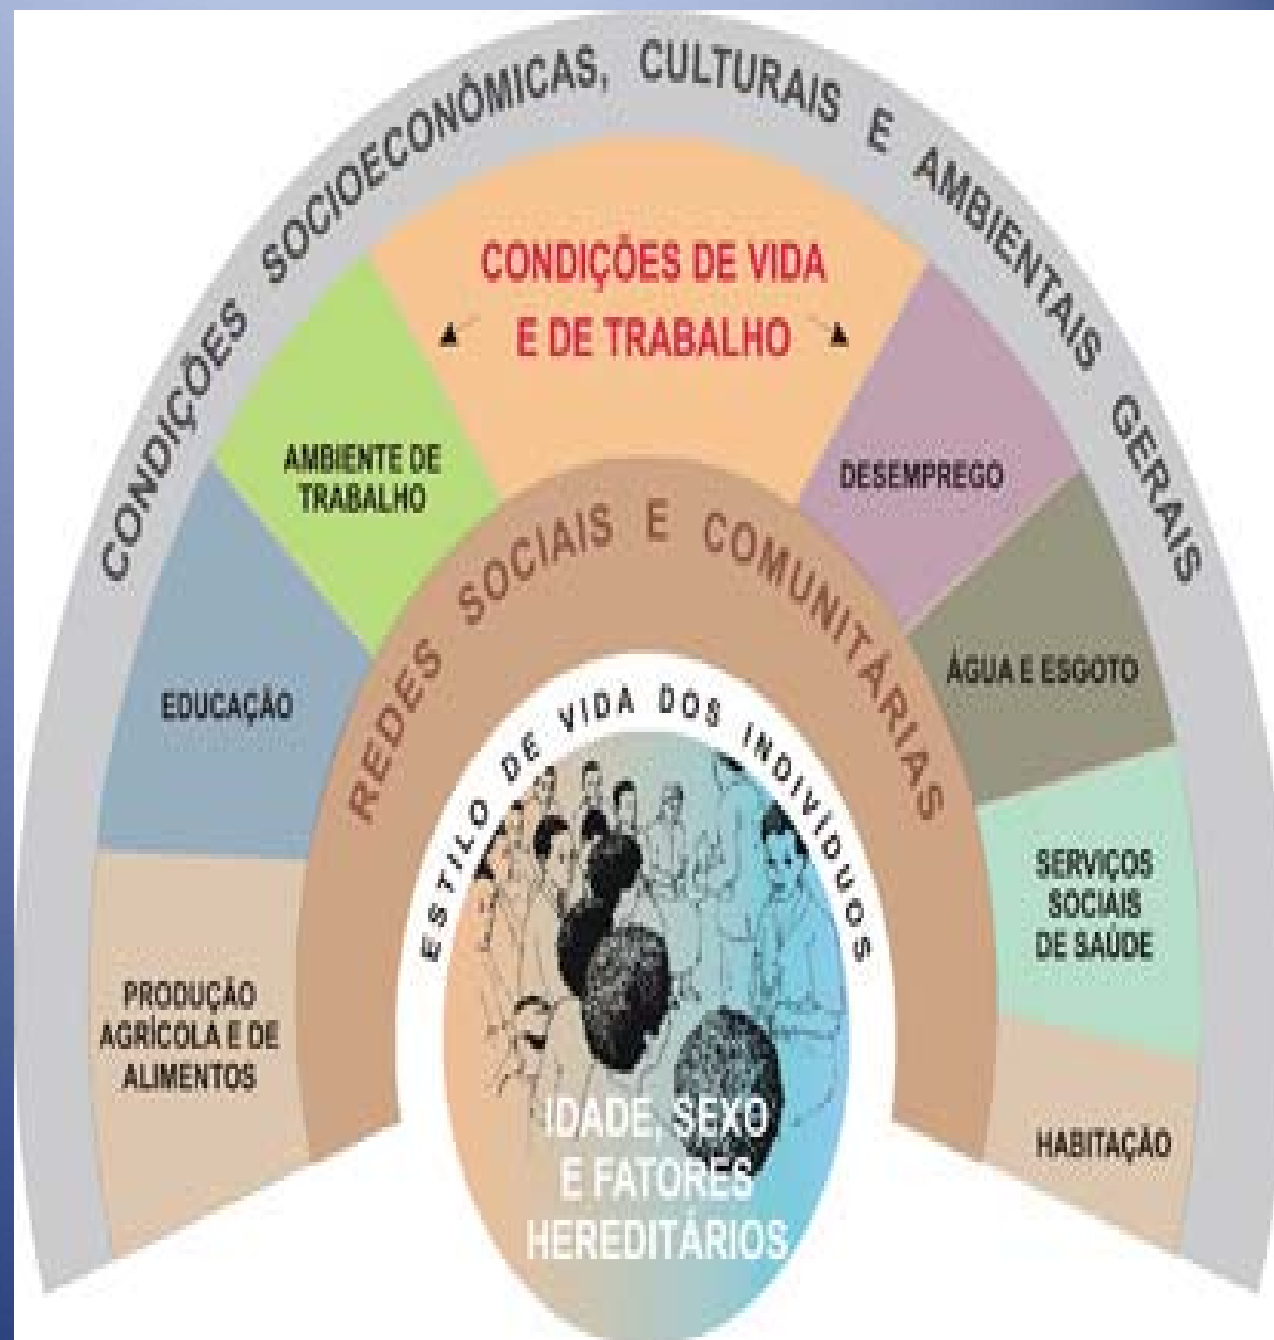 CONDIÇÕES SOCIOECONÔMICAS, CULTURAIS E AMBIENTAIS GERAIS
CONDIÇÕES DE VIDA
E DE TRABALHO
AMBIENTE DE
TRABALHO
DESEMPREGO
REDES SOCIAIS E COMUNITÁRIAS
EDUCAÇÃO
ÁGUA E ESGOTO
ESTILO DE VIDA DOS INDIVÍDUOS
SERVIÇOS
SOCIAIS
DE SAÚDE
PRODUÇÃO
AGRÍCOLA E DE
ALIMENTOS
HABITAÇÃO
IDADE, SEXO
E FATORES
HEREDITÁRIOS